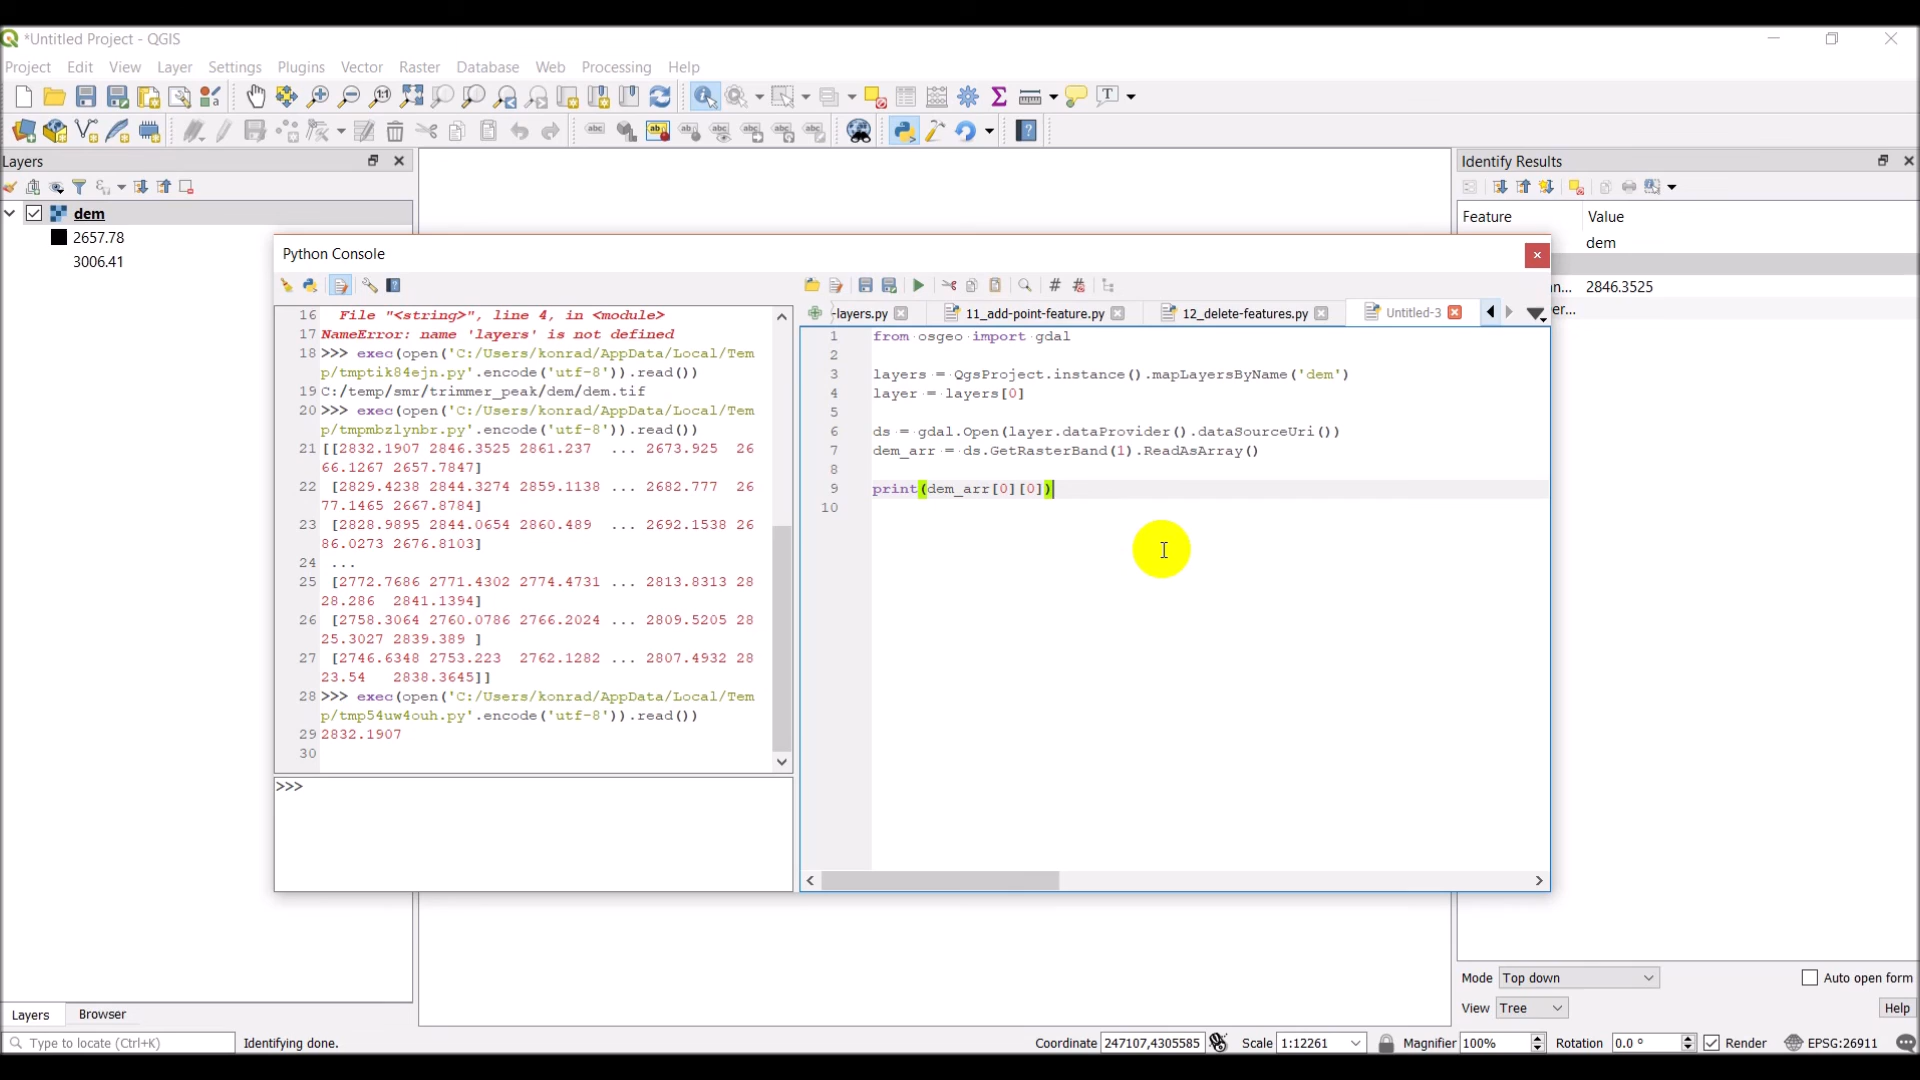 *Untitled Project - QGIS
Project Edit View Layer Settings Plugins Vector Raster Database Web Processing Help
Layers
dem
2657.78
3006.41
Python Console
16 File "<string>", line 4, in <module>
17 NameError: name 'layers' is not defined
18 >>> exec(open('C:/Users/konrad/AppData/Local/Tem
p/tmptik84ejn.py'.encode('utf-8')).read())
19 C:/temp/smr/trimmer_peak/dem/dem.tif
20 >>> exec(open('C:/Users/konrad/AppData/Local/Tem
p/tmpmbzlynbr.py'.encode('utf-8')).read())
21 [[2832.1907 2846.3525 2861.237 ... 2673.925 26
66.1267 2657.7847]
22 [2829.4238 2844.3274 2859.1138 ... 2682.777 26
77.1465 2667.8784]
23 [2828.9895 2844.0654 2860.489 ... 2692.1538 26
86.0273 2676.8103]
24 ...
25 [2772.7686 2771.4302 2774.4731 ... 2813.8313 28
28.286 2841.1394]
26 [2758.3064 2760.0786 2766.2024 ... 2809.5205 28
25.3027 2839.389 ]
27 [2746.6348 2753.223 2762.1282 ... 2807.4932 28
23.54 2838.3645]]
28 >>> exec(open('C:/Users/konrad/AppData/Local/Tem
p/tmp54uw4ouh.py'.encode('utf-8')).read())
29 2832.1907
30
>>>
-layers.py 11_add-point-feature.py 12_delete-features.py Untitled-3
1 from osgeo import gdal
2
3 layers = QgsProject.instance().mapLayersByName('dem')
4 layer = layers[0]
5
6 ds = gdal.Open(layer.dataProvider().dataSourceUri())
7 dem_arr = ds.GetRasterBand(1).ReadAsArray()
8
9 print(dem_arr[0][0])
10
Identify Results
Feature Value
dem
n... 2846.3525
er...
Mode Top down Auto open form
View Tree Help
Layers Browser
Type to locate (Ctrl+K) Identifying done. Coordinate 247107,4305585 Scale 1:12261 Magnifier 100% Rotation 0.0 ° Render EPSG:26911